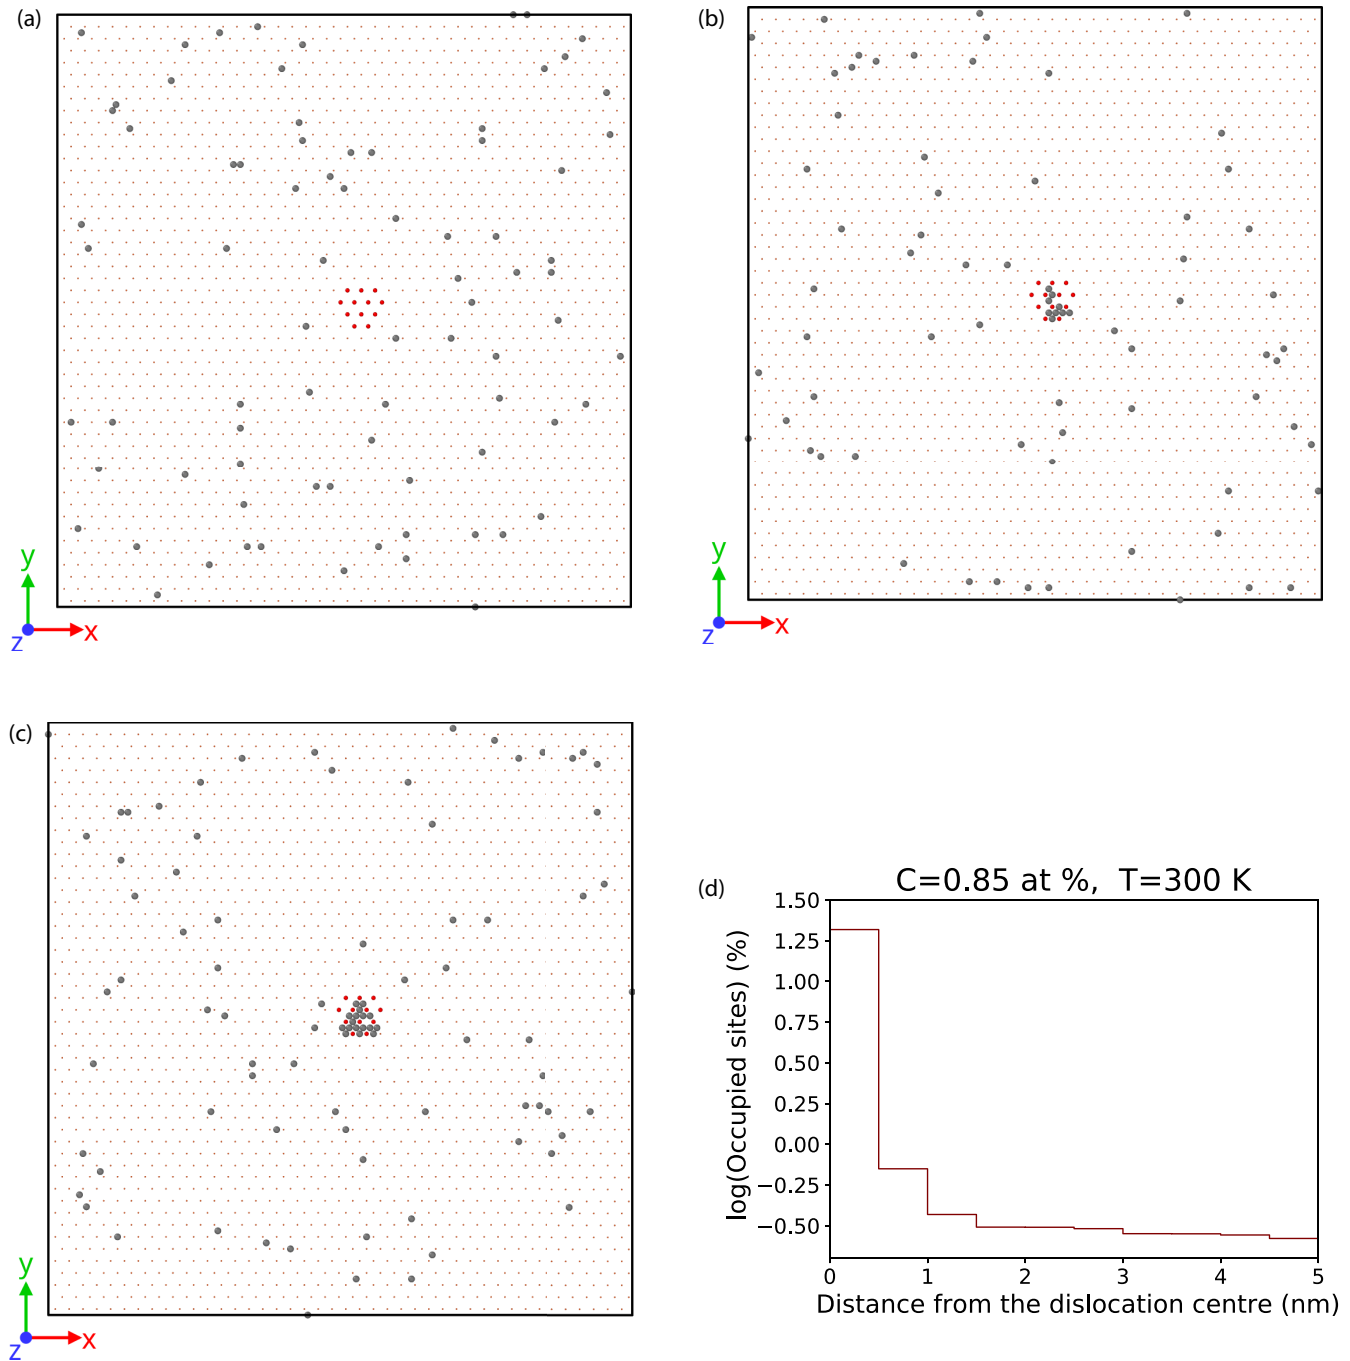 (a)
(b)
y
z
x
y
z
x
(c)
y
z
x
(d)
C=0.85 at %, T=300 K
log(Occupied sites) (%)
1.50
1.25
1.00
0.75
0.50
0.25
0.00
−0.25
−0.50
0 1 2 3 4 5
Distance from the dislocation centre (nm)